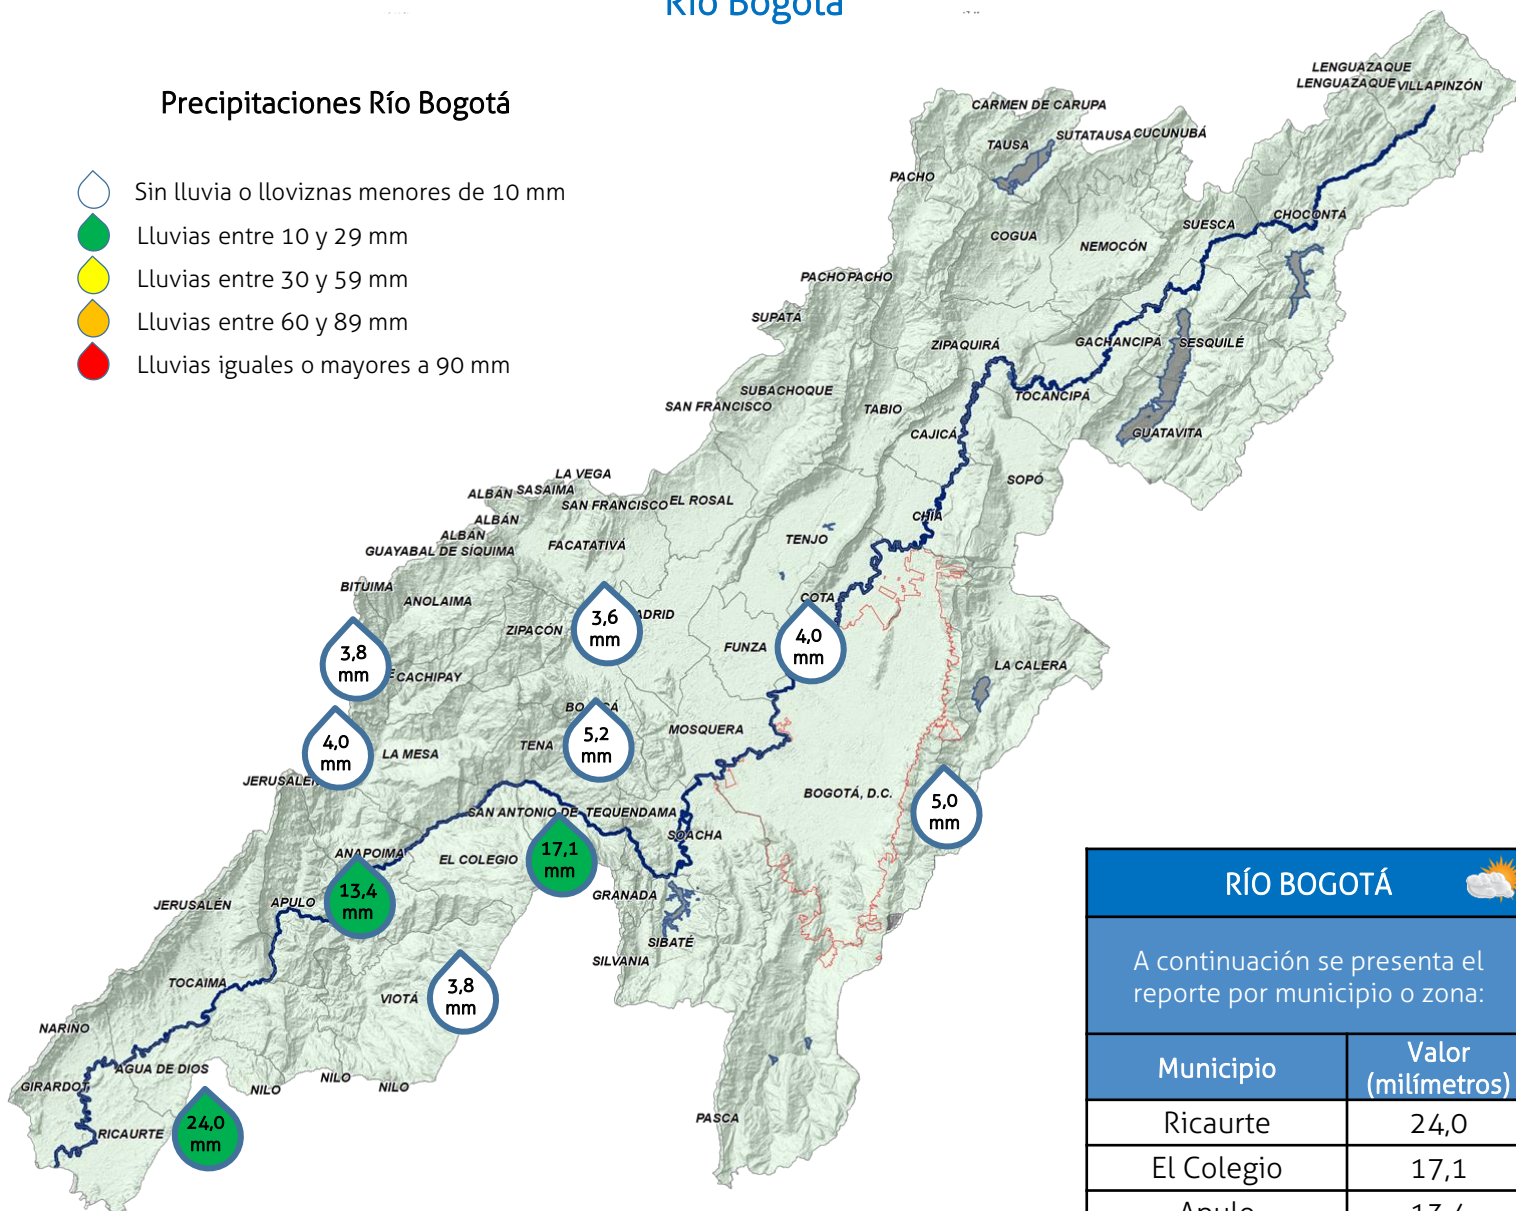 Río Bogotá
Precipitaciones Río Bogotá
Sin lluvia o lloviznas menores de 10 mm
Lluvias entre 10 y 29 mm
Lluvias entre 30 y 59 mm
Lluvias entre 60 y 89 mm
Lluvias iguales o mayores a 90 mm
LENGUAZAQUE
LENGUAZAQUE VILLAPINZÓN
CARMEN DE CARUPA
SUTATAUSA CUCUNUBÁ
TAUSA
PACHO
CHOCONTÁ
SUESCA
COGUA
NEMOCÓN
PACHO PACHO
SUPATÁ
ZIPAQUIRÁ
GACHANCIPÁ
SESQUILÉ
SUBACHOQUE
SAN FRANCISCO
TABIO
TOCANCIPÁ
CAJICÁ
GUATAVITA
LA VEGA
SOPÓ
ALBÁN SASAIMA
SAN FRANCISCO EL ROSAL
ALBÁN
CHÍA
ALBÁN
GUAYABAL DE SÍQUIMA
FACATATIVÁ
TENJO
BITUIMA
ANOLAIMA
COTA
3,6
mm
ADRID
ZIPACÓN
4,0
mm
FUNZA
3,8
mm
CACHIPAY
LA CALERA
BO
Á
5,2
mm
MOSQUERA
4,0
mm
LA MESA
TENA
JERUSALÉN
BOGOTÁ, D.C.
5,0
mm
SAN ANTONIO DE TEQUENDAMA
SOACHA
ANAPOIMA
EL COLEGIO
17,1
mm
13,4
mm
GRANADA
JERUSALÉN
APULO
SIBATÉ
SILVANIA
TOCAIMA
VIOTÁ
3,8
mm
NARIÑO
AGUA DE DIOS
GIRARDOT
NILO
NILO
NILO
RICAURTE
24,0
mm
PASCA
RÍO BOGOTÁ
A continuación se presenta el
reporte por municipio o zona:
Municipio
Valor
(milímetros)
Ricaurte 24,0
El Colegio 17,1
Apulo 13,4